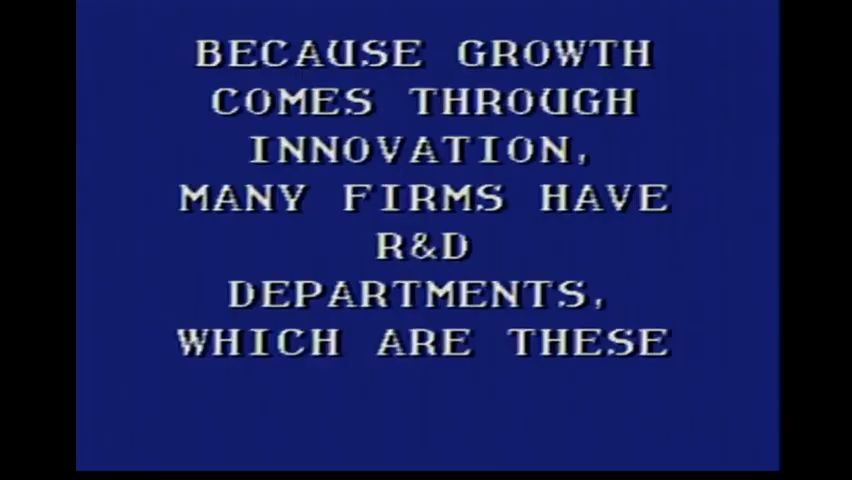 BECAUSE GROWTH
COMES THROUGH
INNOVATION,
MANY FIRMS HAVE
R&D
DEPARTMENTS,
WHICH ARE THESE